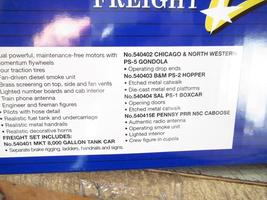 FREIGHT
ual powerful, maintenance-free motors with
omentum flywheels
our traction tires
an-driven diesel smoke unit
rass screening on top, side and fan vents
Lighted number boards and cab interior
Train phone antenna
Engineer and fireman figures
• Pilots with hose detail
• Realistic fuel tank and undercarriage
• Realistic metal handrails
• Realistic decorative horns
FREIGHT SET INCLUDES:
No.540401 MKT 8,000 GALLON TANK CAR
• Separate brake rigging, ladders, handrails and signs.
No.540402 CHICAGO & NORTH WESTERN
PS-5 GONDOLA
• Operating drop ends
No.540403 B&M PS-2 HOPPER
• Etched metal catwalk
• Die-cast metal end platforms
No.540404 SAL PS-1 BOXCAR
• Opening doors
• Etched metal catwalk
No.540415E PENNSY PRR N5C CABOOSE
• Authentic radio antenna
• Operating smoke unit
• Lighted interior
• Crew figure in cupola